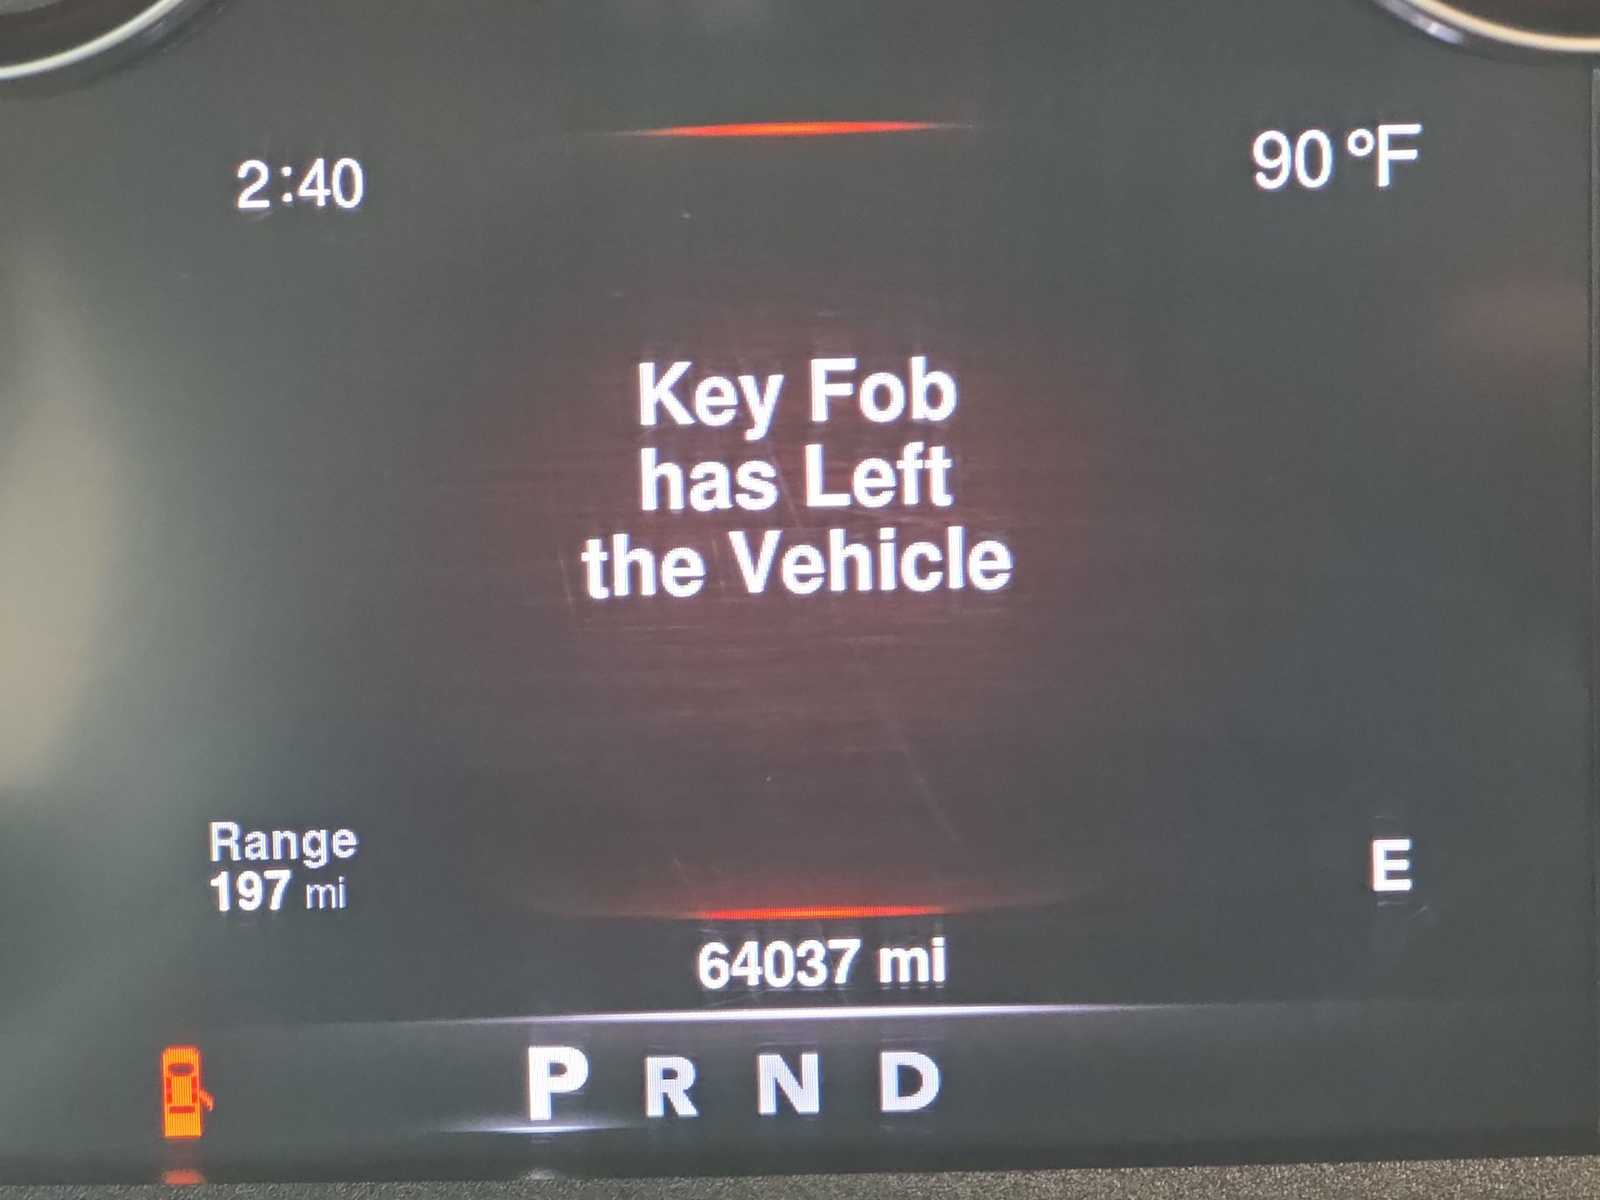 2:40
90 °F
Key Fob
has Left
the Vehicle
Range
197 mi
E
64037 mi
P R N D